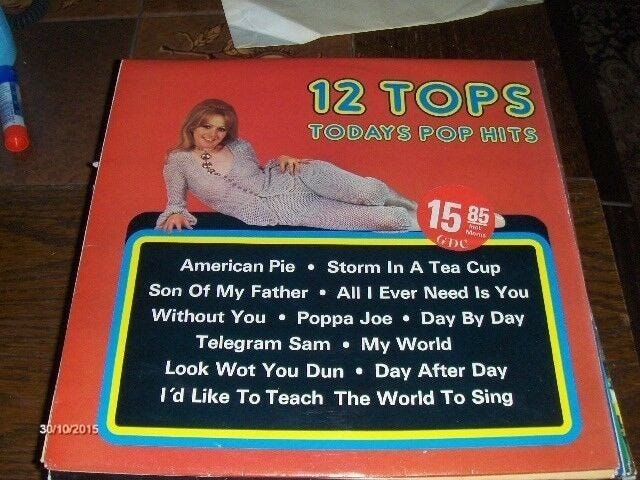 12 TOPS
TODAYS POP HITS
15 85
inkl
Moms
GDC
American Pie • Storm In A Tea Cup
Son Of My Father • All I Ever Need Is You
Without You • Poppa Joe • Day By Day
Telegram Sam • My World
Look Wot You Dun • Day After Day
I'd Like To Teach The World To Sing
30/10/2015